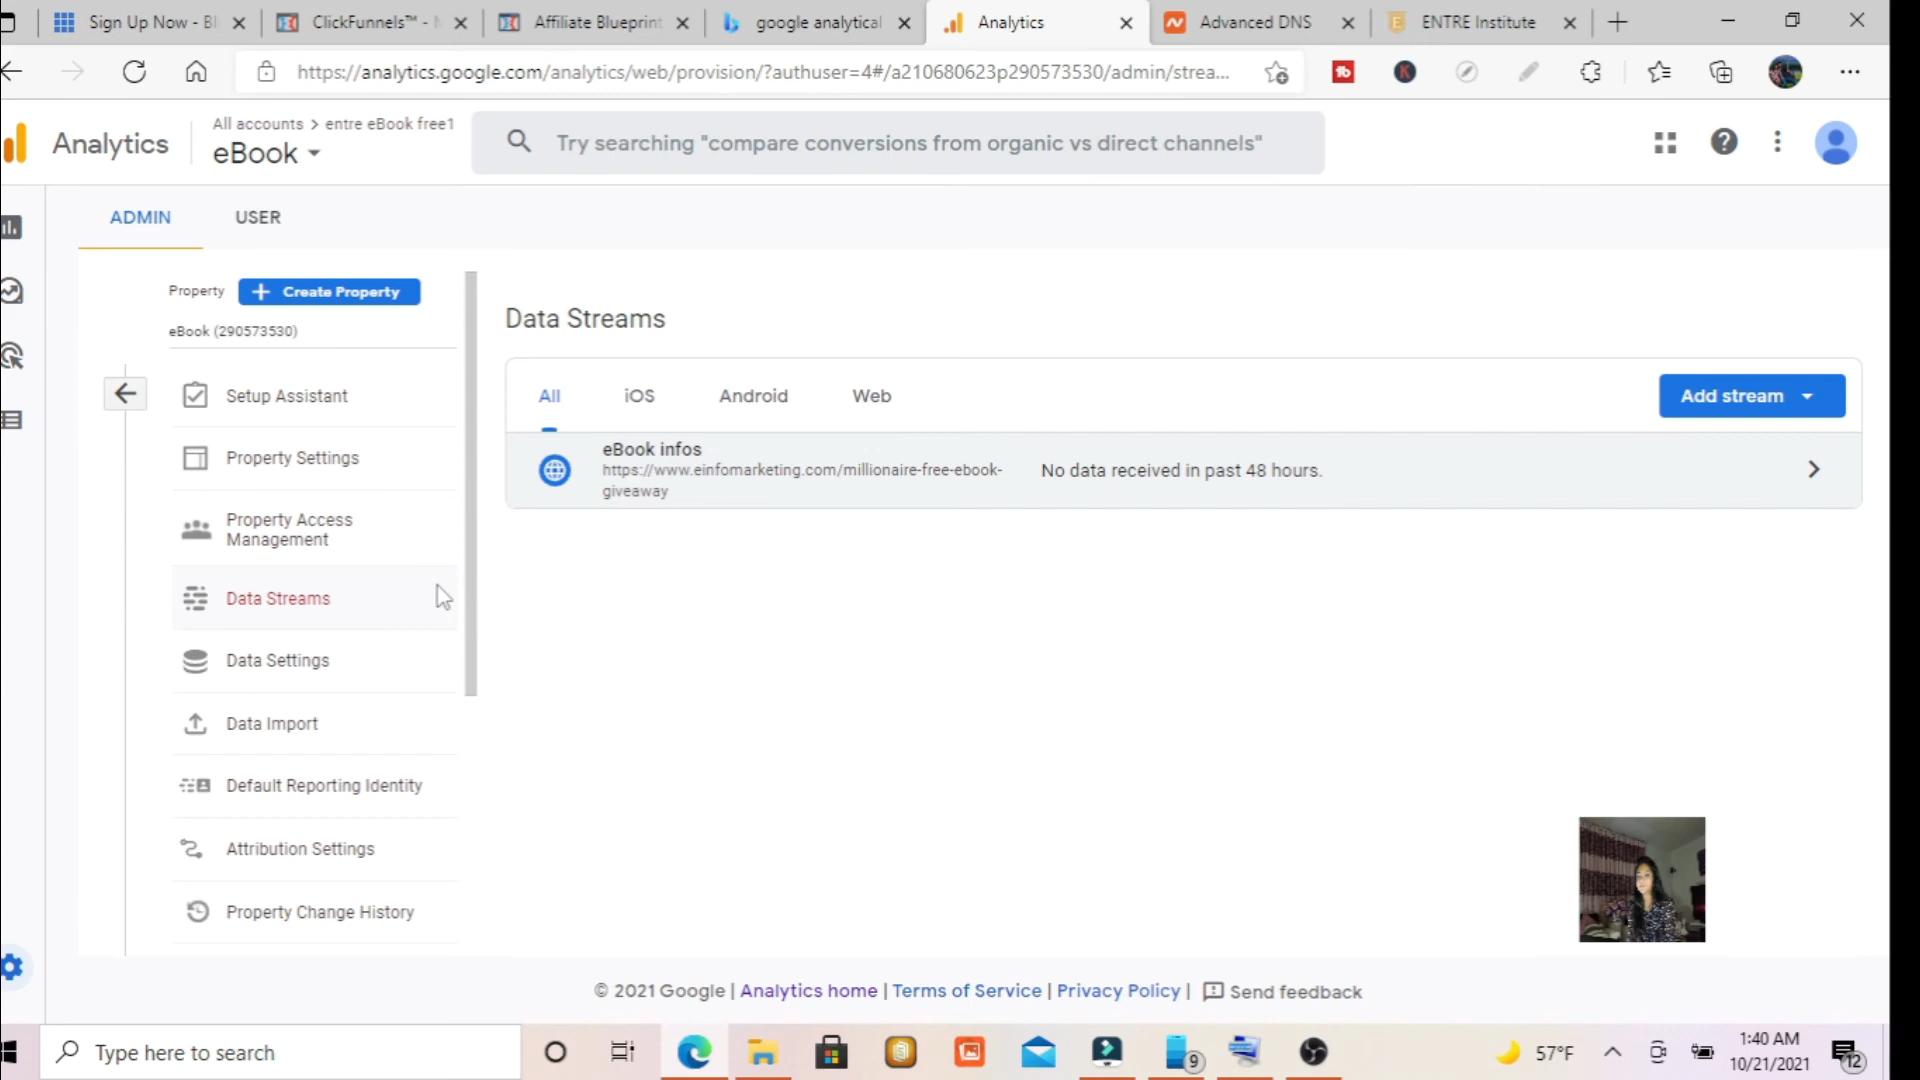 Sign Up Now - Bl
ClickFunnels™ - M
Affiliate Blueprint
google analytical
Analytics
Advanced DNS
ENTRE Institute
https://analytics.google.com/analytics/web/provision/?authuser=4#/a210680623p290573530/admin/strea...
Analytics
All accounts > entre eBook free1
eBook
Try searching "compare conversions from organic vs direct channels"
ADMIN
USER
Property
Create Property
eBook (290573530)
Setup Assistant
Property Settings
Property Access
Management
Data Streams
Data Settings
Data Import
Default Reporting Identity
Attribution Settings
Property Change History
Data Streams
All
iOS
Android
Web
Add stream
eBook infos
https://www.einfomarketing.com/millionaire-free-ebook-
giveaway
No data received in past 48 hours.
© 2021 Google | Analytics home | Terms of Service | Privacy Policy | Send feedback
Type here to search
9
57°F
1:40 AM
10/21/2021
12